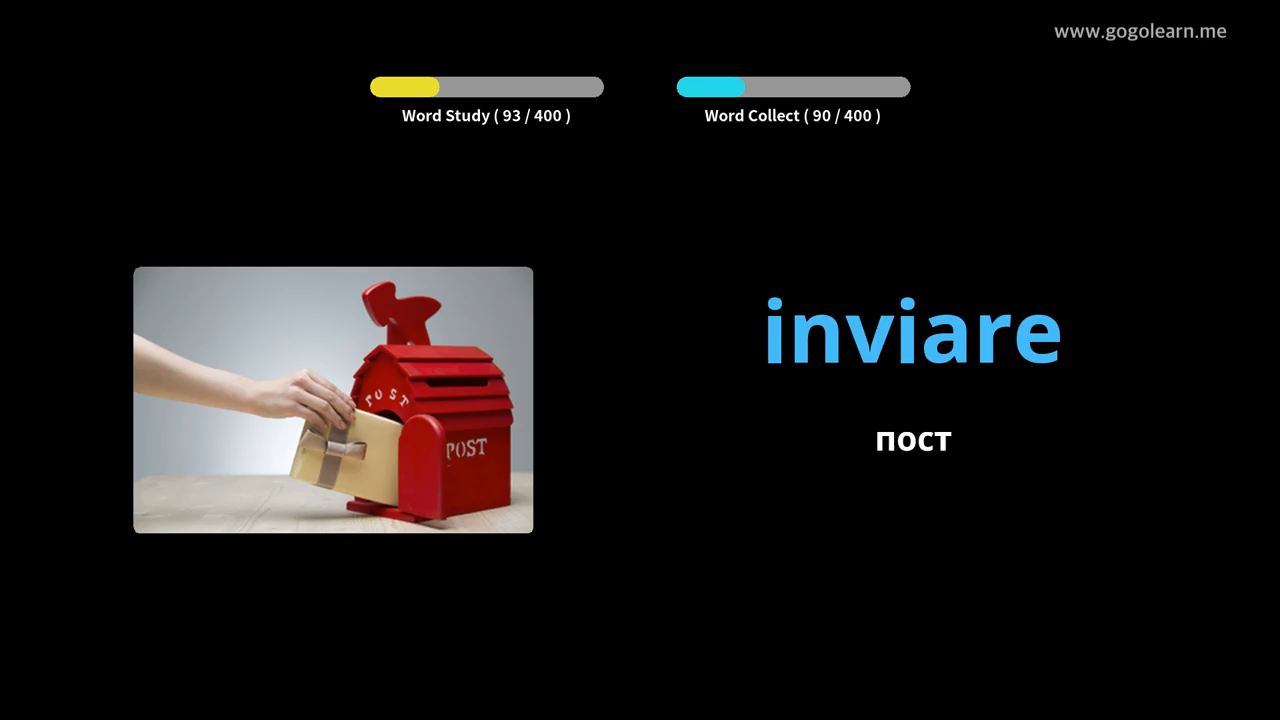 www.gogolearn.me
Word Study ( 93 / 400 )
Word Collect ( 90 / 400 )
inviare
пост
POST
POST